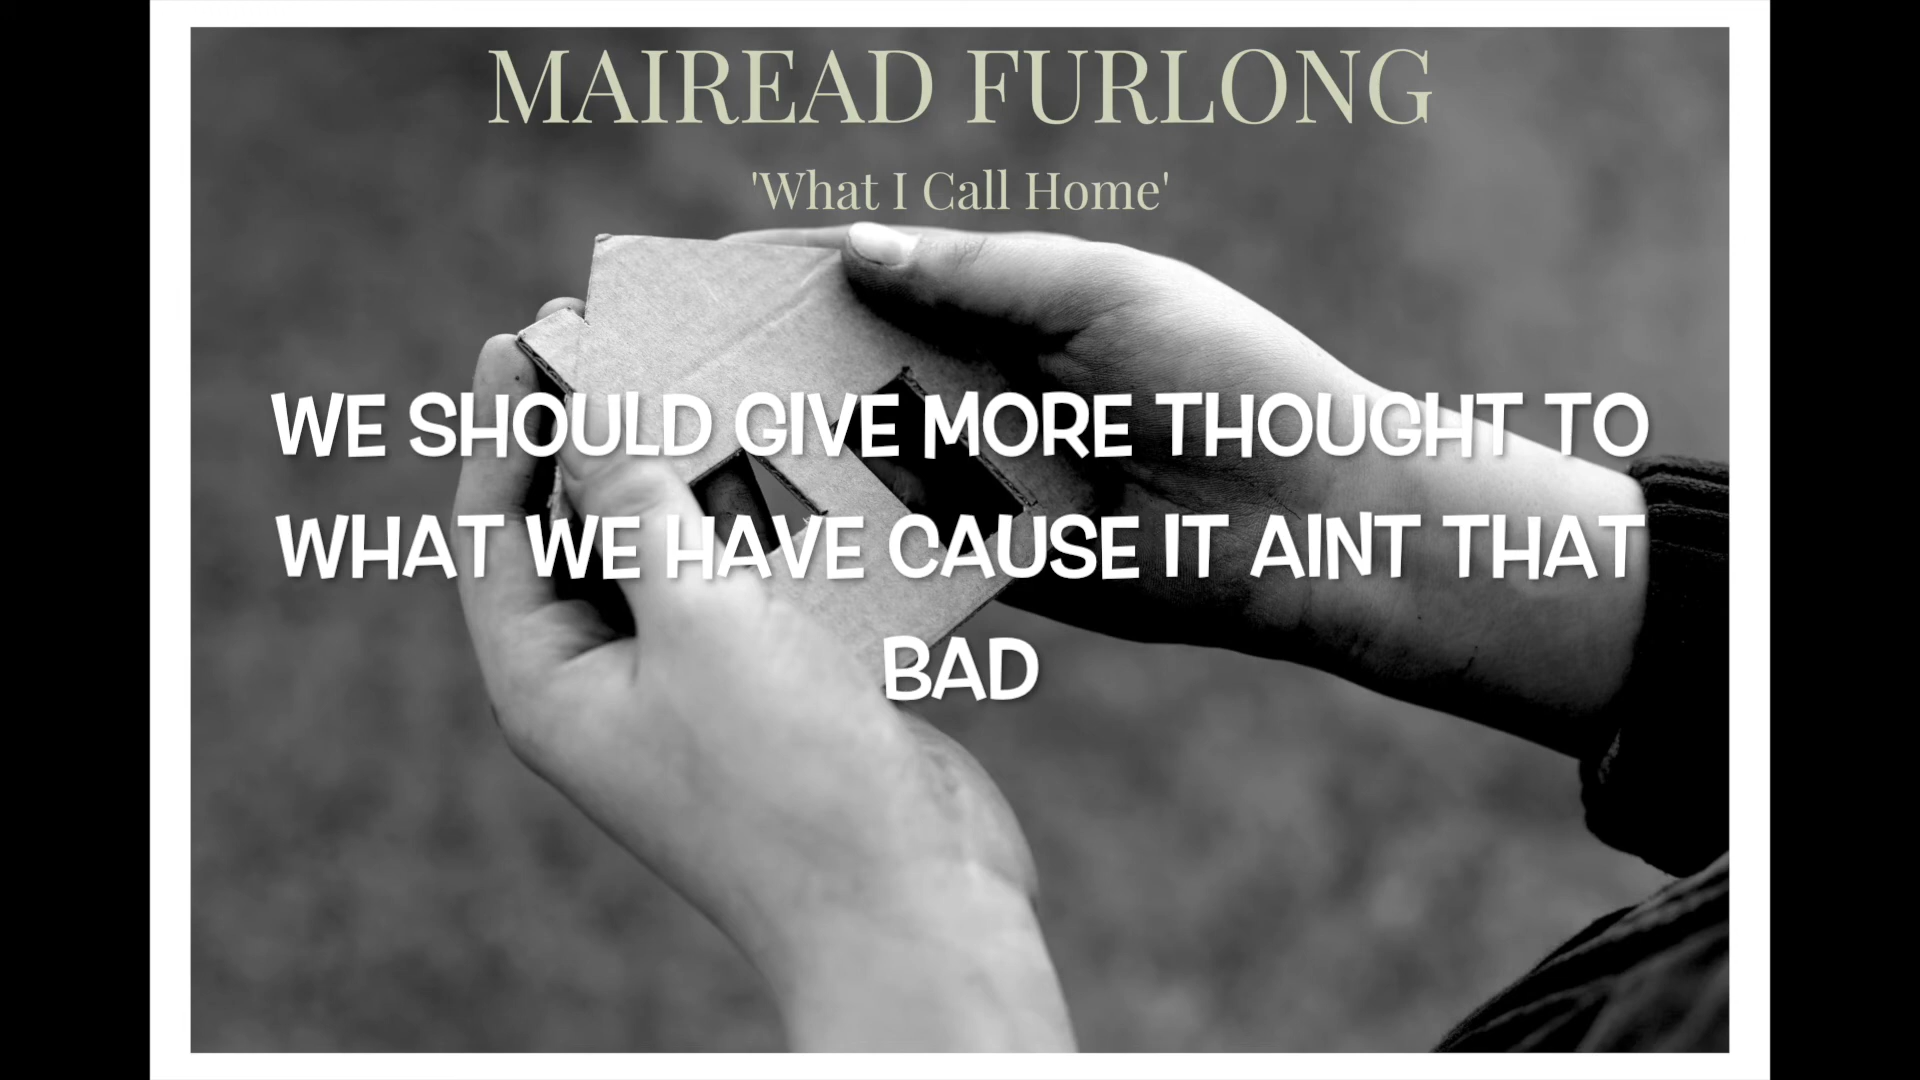 MAIREAD FURLONG
'What I Call Home'
WE SHOULD GIVE MORE THOUGHT TO
WHAT WE HAVE CAUSE IT AINT THAT
BAD